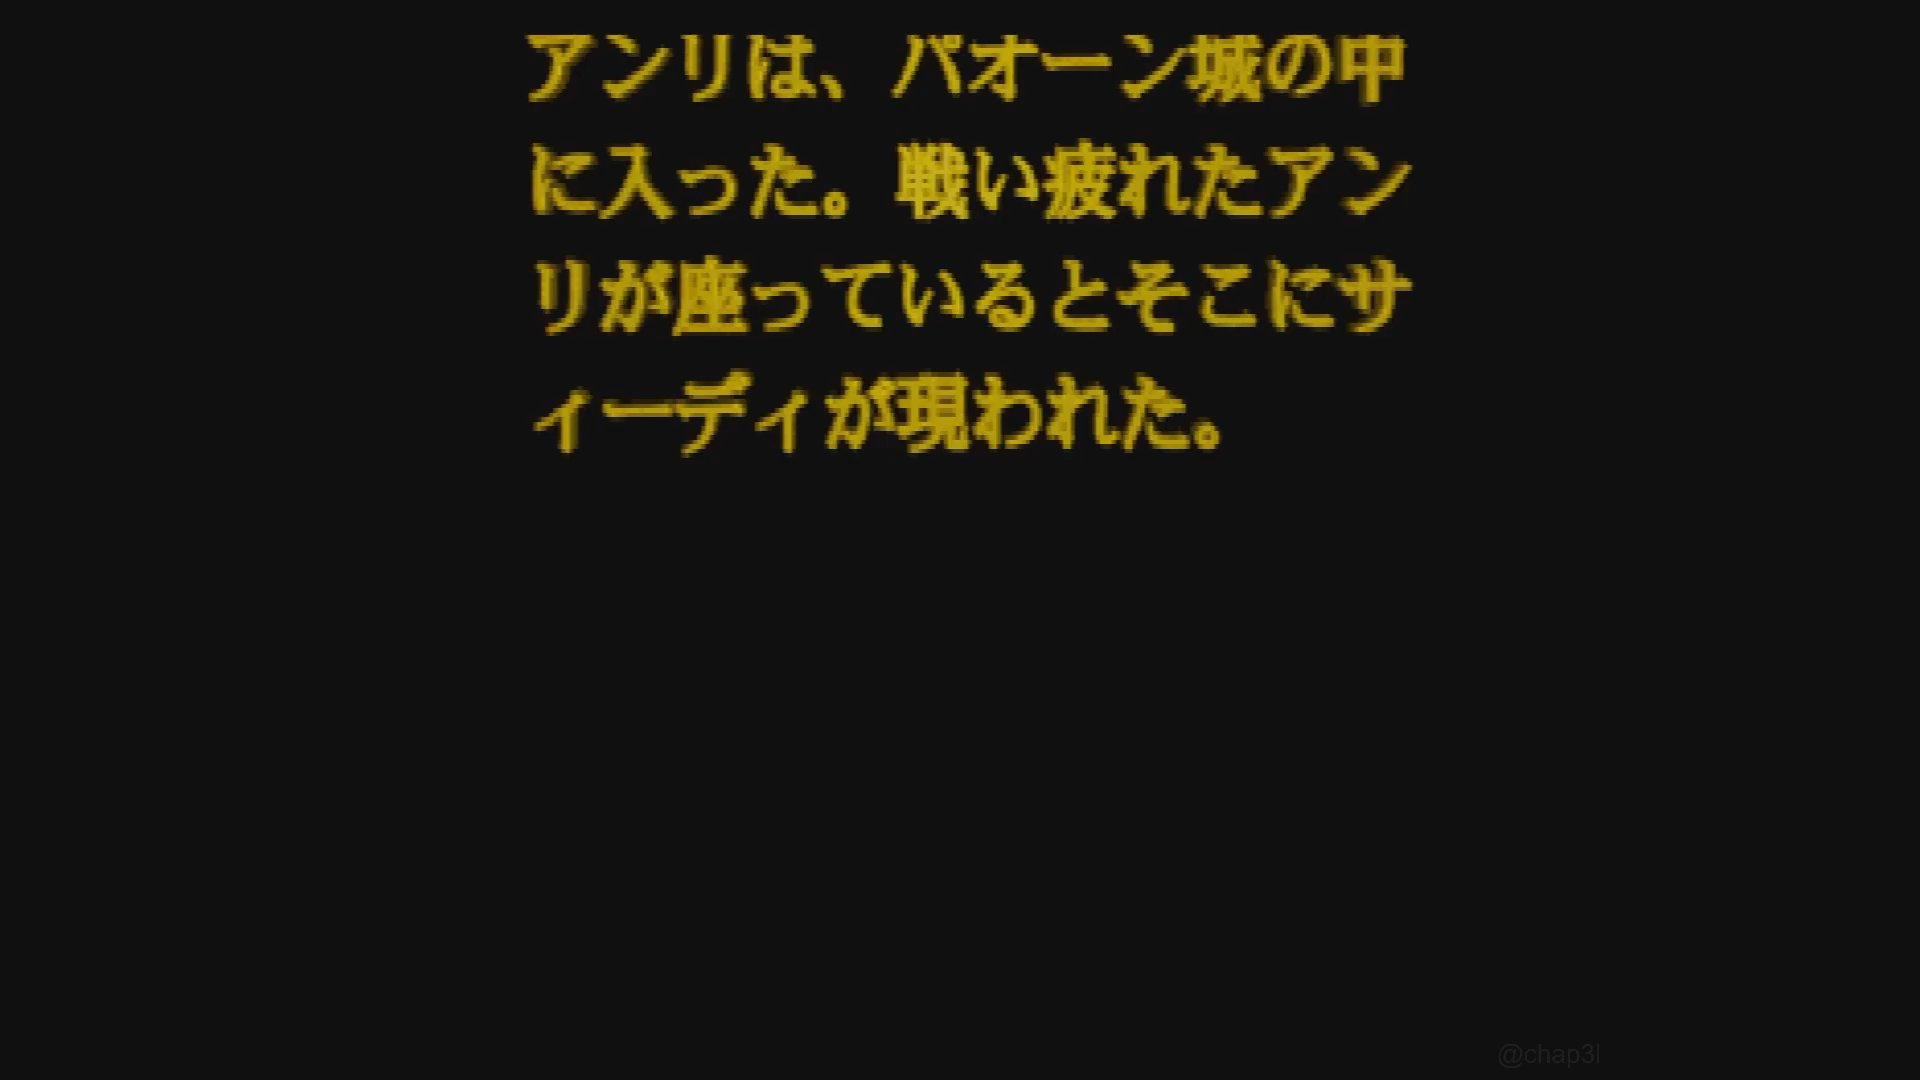 アンリは、パオーン城の中
に入った。戦い疲れたアン
リが座っているとそこにサ
ィーディが現われた。
@chap3l